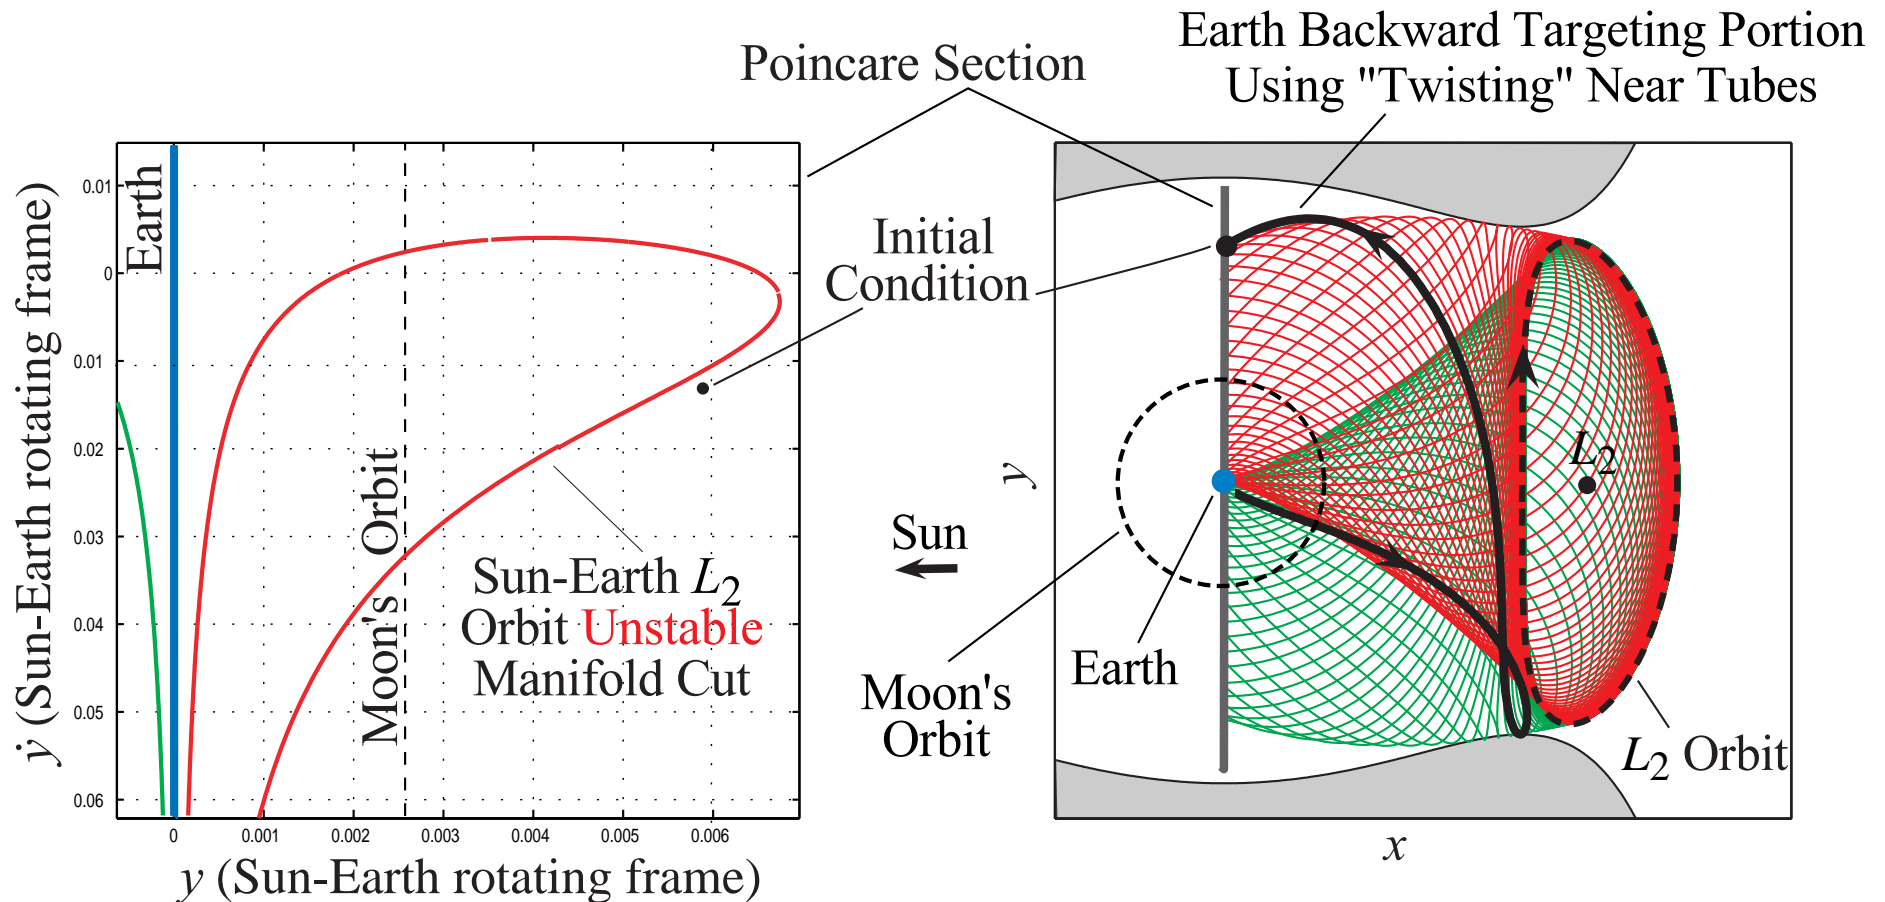 Earth Backward Targeting Portion
Using "Twisting" Near Tubes
Poincare Section
Initial
Condition
Earth
Moon's Orbit
Sun-Earth L2
Orbit Unstable
Manifold Cut
0.01
0
0.01
0.02
0.03
0.04
0.05
0.06
0
0.001
0.002
0.003
0.004
0.005
0.006
ẏ (Sun-Earth rotating frame)
y (Sun-Earth rotating frame)
Sun
Moon's
Orbit
Earth
L2
L2 Orbit
y
x